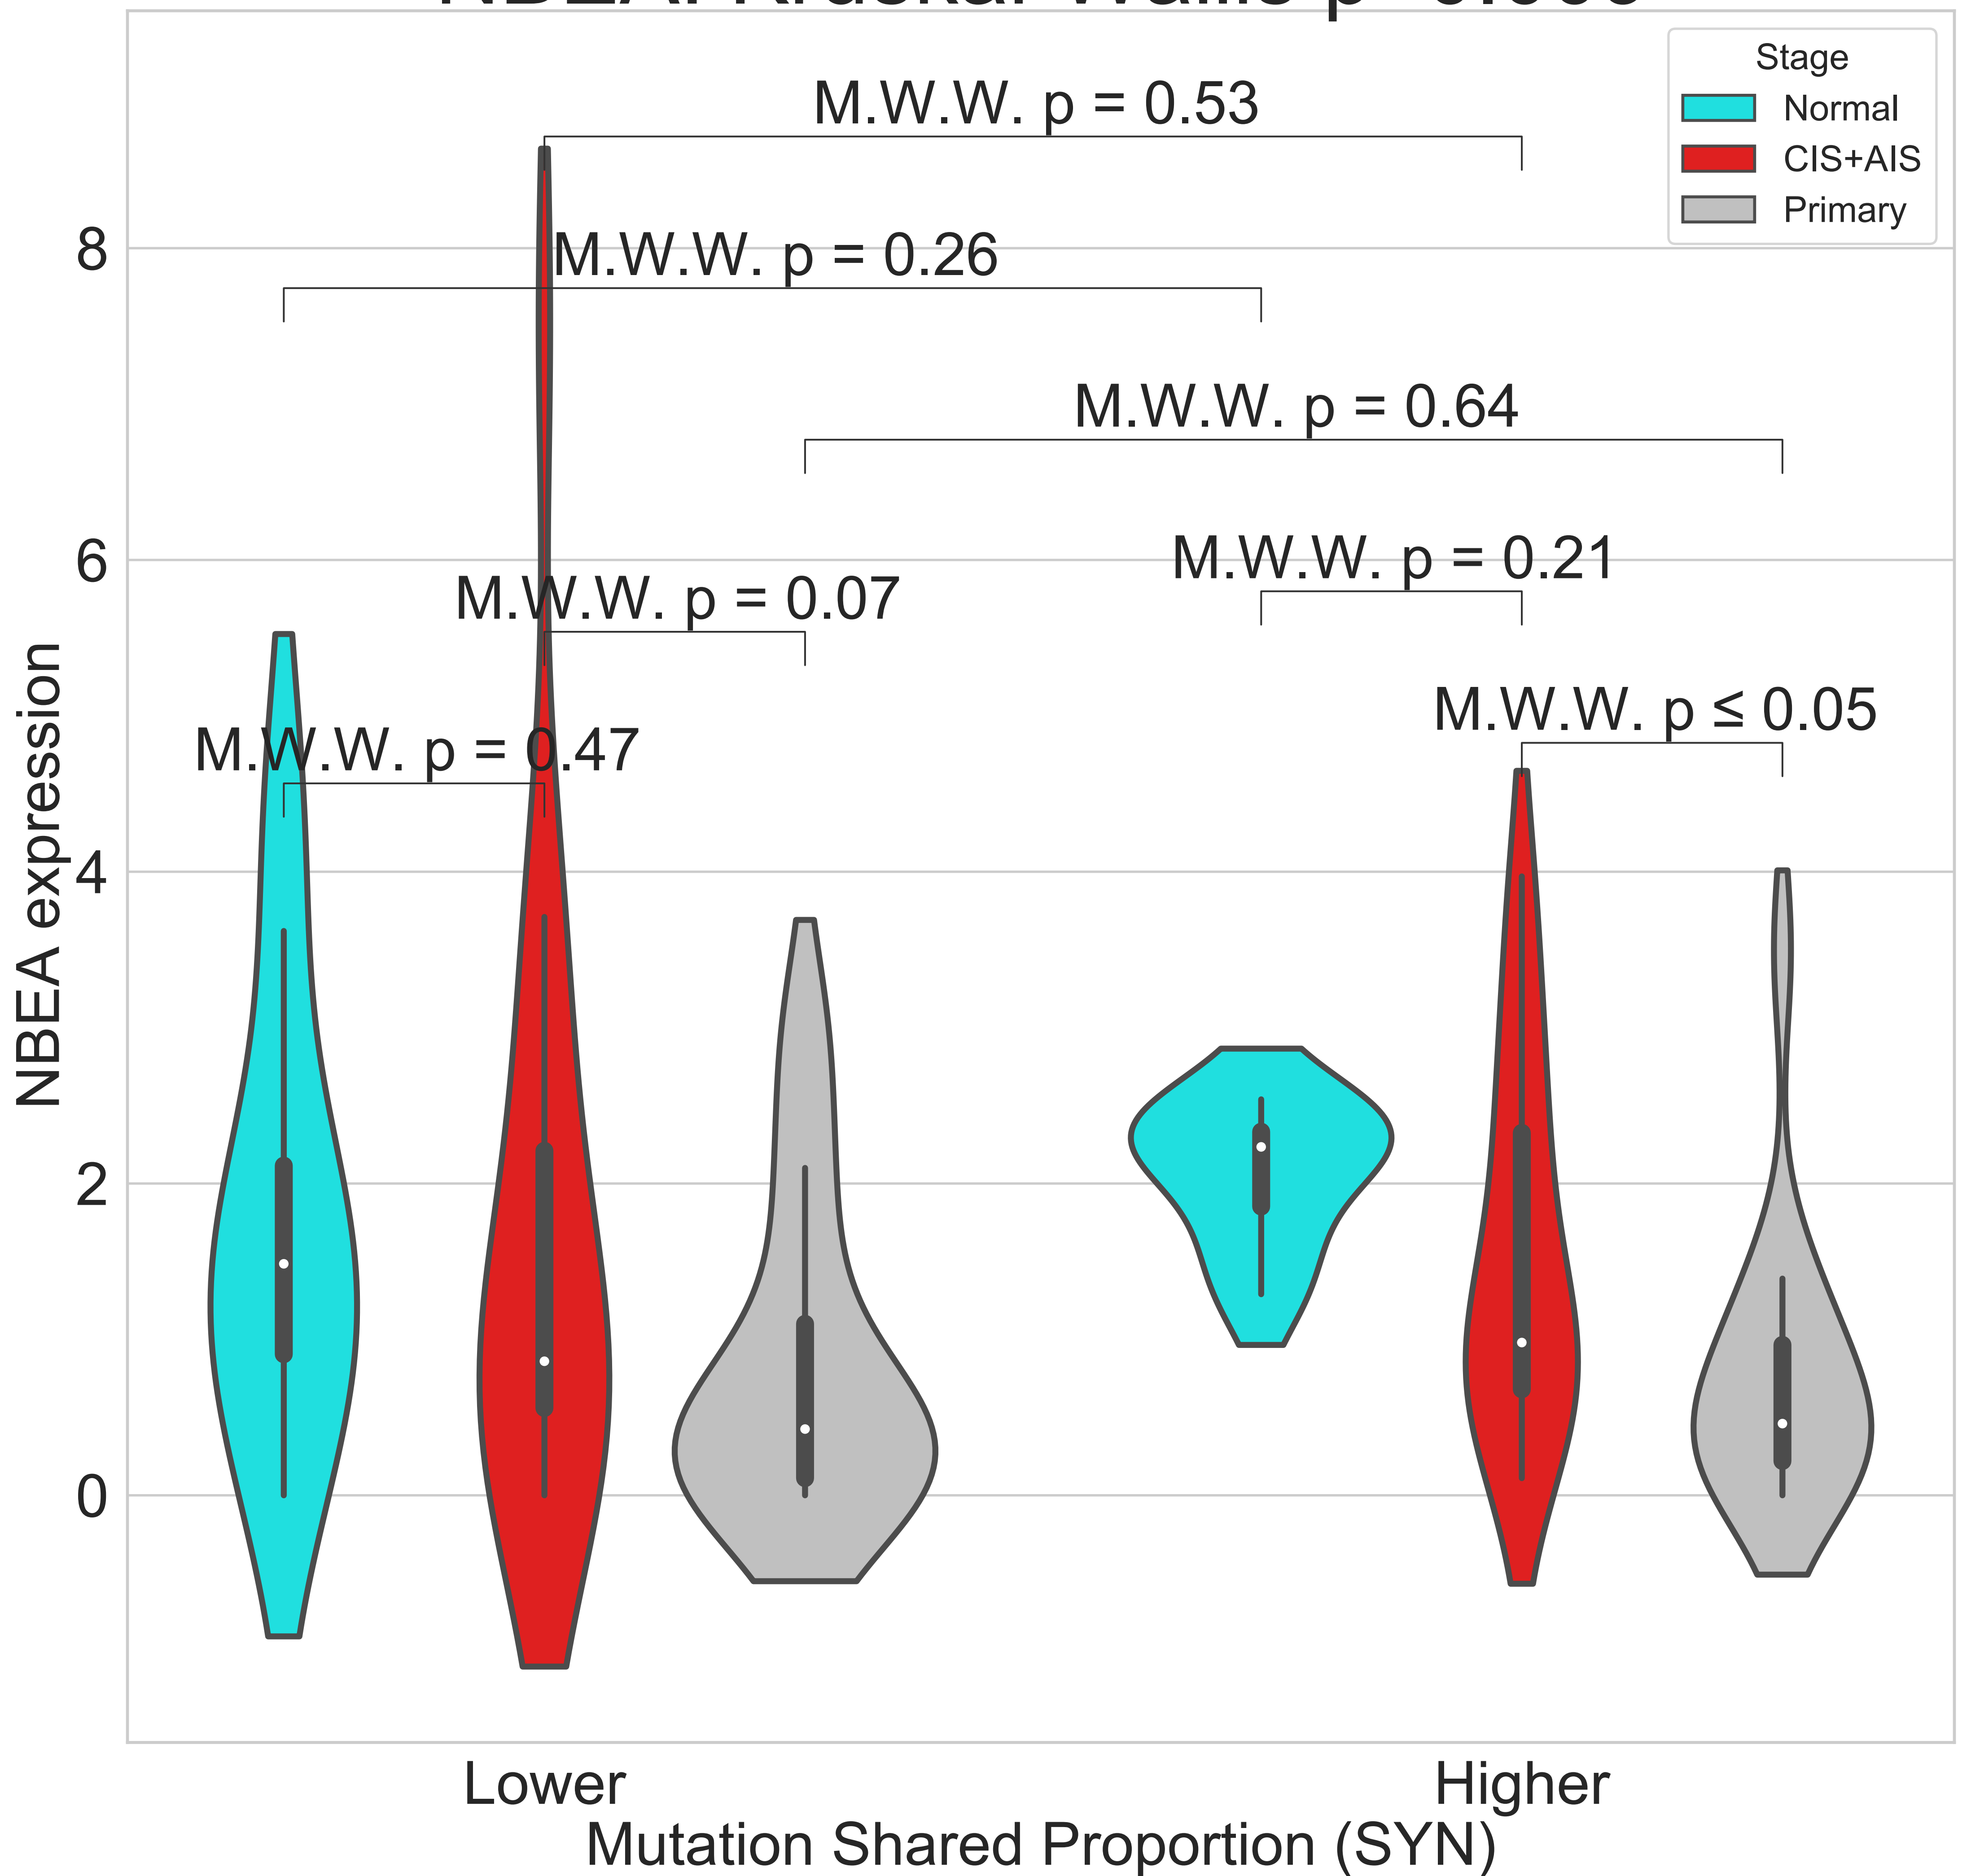 Stage
Normal
CIS+AIS
Primary
M.W.W. p = 0.53
M.W.W. p = 0.26
M.W.W. p = 0.64
M.W.W. p = 0.21
M.W.W. p = 0.07
M.W.W. p ≤ 0.05
M.W.W. p = 0.47
8
6
4
2
0
NBEA expression
Lower
Higher
Mutation Shared Proportion (SYN)